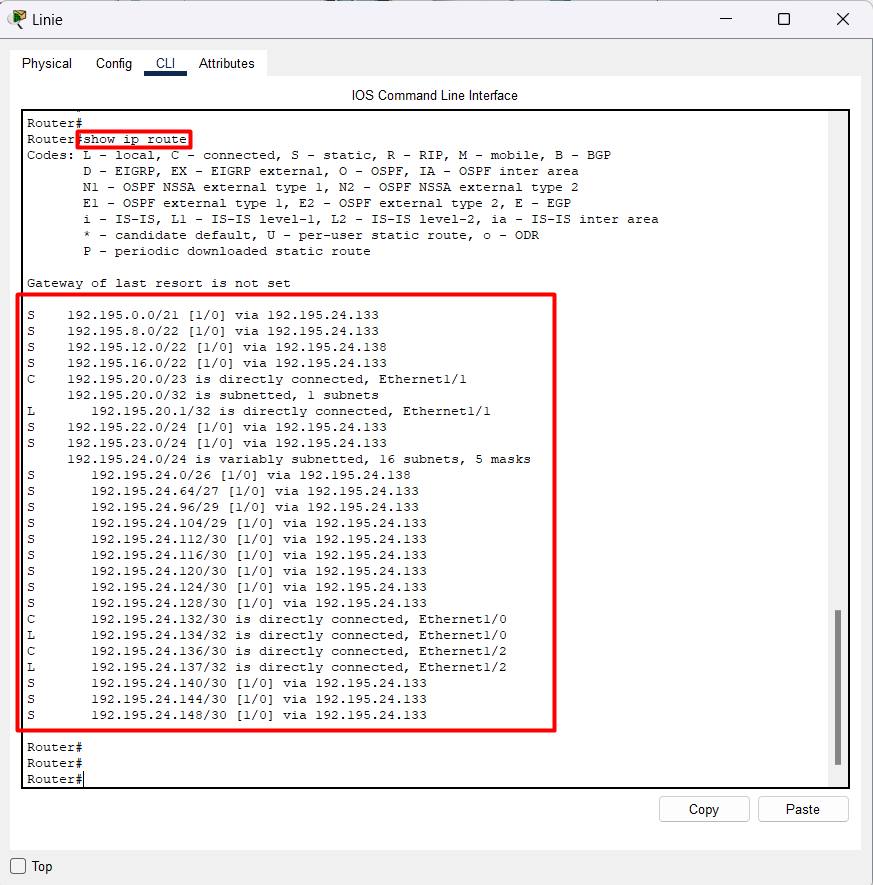 Linie
Physical Config CLI Attributes
IOS Command Line Interface
Router#
Router#show ip route
Codes: L - local, C - connected, S - static, R - RIP, M - mobile, B - BGP
D - EIGRP, EX - EIGRP external, O - OSPF, IA - OSPF inter area
N1 - OSPF NSSA external type 1, N2 - OSPF NSSA external type 2
E1 - OSPF external type 1, E2 - OSPF external type 2, E - EGP
i - IS-IS, L1 - IS-IS level-1, L2 - IS-IS level-2, ia - IS-IS inter area
* - candidate default, U - per-user static route, o - ODR
P - periodic downloaded static route
Gateway of last resort is not set
S 192.195.0.0/21 [1/0] via 192.195.24.133
S 192.195.8.0/22 [1/0] via 192.195.24.133
S 192.195.12.0/22 [1/0] via 192.195.24.138
S 192.195.16.0/22 [1/0] via 192.195.24.133
C 192.195.20.0/23 is directly connected, Ethernet1/1
192.195.20.0/32 is subnetted, 1 subnets
L 192.195.20.1/32 is directly connected, Ethernet1/1
S 192.195.22.0/24 [1/0] via 192.195.24.133
S 192.195.23.0/24 [1/0] via 192.195.24.133
192.195.24.0/24 is variably subnetted, 16 subnets, 5 masks
S 192.195.24.0/26 [1/0] via 192.195.24.138
S 192.195.24.64/27 [1/0] via 192.195.24.133
S 192.195.24.96/29 [1/0] via 192.195.24.133
S 192.195.24.104/29 [1/0] via 192.195.24.133
S 192.195.24.112/30 [1/0] via 192.195.24.133
S 192.195.24.116/30 [1/0] via 192.195.24.133
S 192.195.24.120/30 [1/0] via 192.195.24.133
S 192.195.24.124/30 [1/0] via 192.195.24.133
S 192.195.24.128/30 [1/0] via 192.195.24.133
C 192.195.24.132/30 is directly connected, Ethernet1/0
L 192.195.24.134/32 is directly connected, Ethernet1/0
C 192.195.24.136/30 is directly connected, Ethernet1/2
L 192.195.24.137/32 is directly connected, Ethernet1/2
S 192.195.24.140/30 [1/0] via 192.195.24.133
S 192.195.24.144/30 [1/0] via 192.195.24.133
S 192.195.24.148/30 [1/0] via 192.195.24.133
Router#
Router#
Router#
Copy Paste
Top